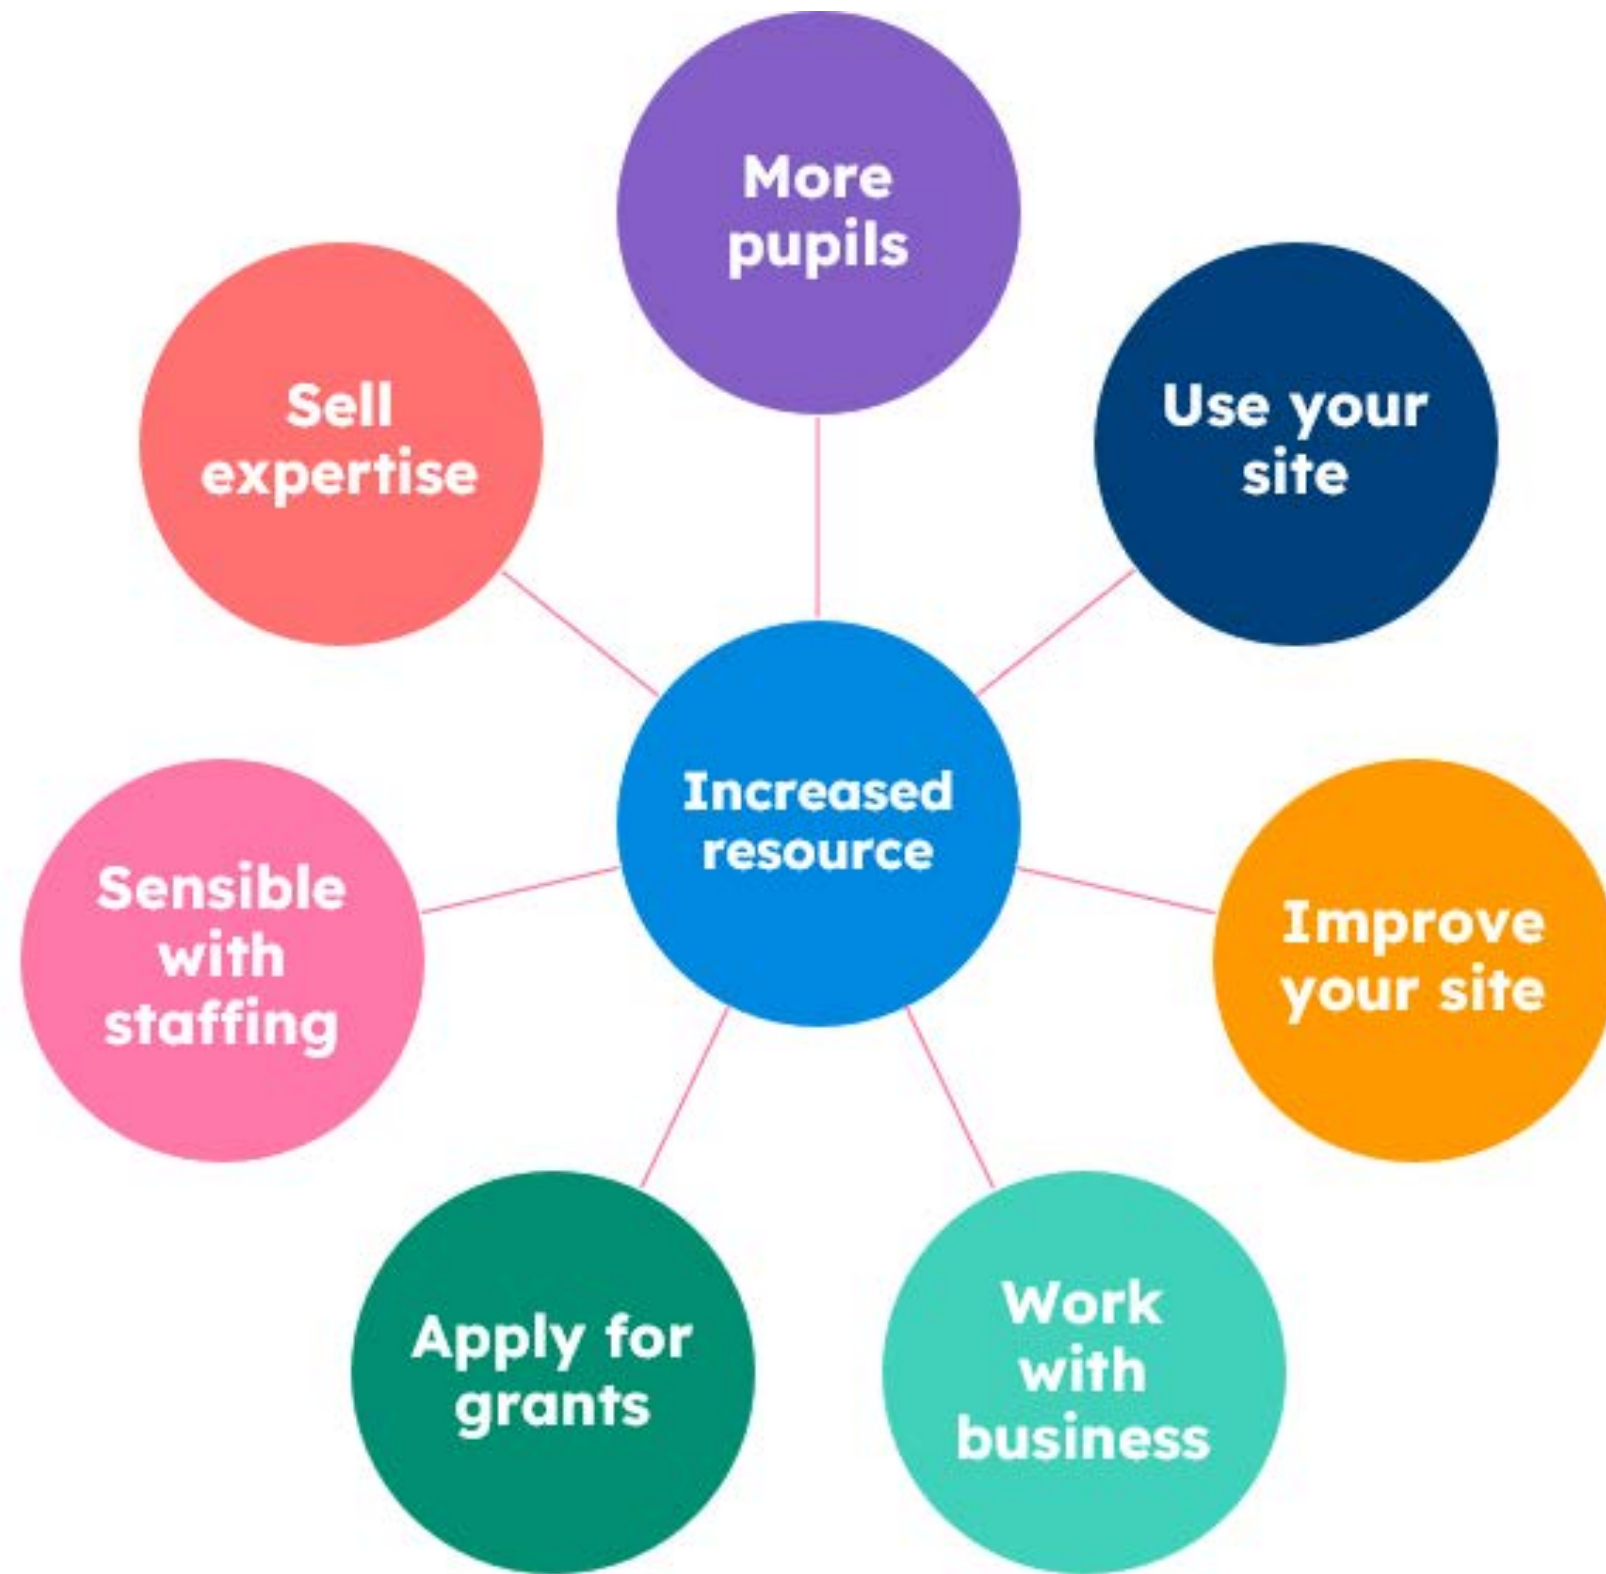 More
pupils
Use your
site
Improve
your site
Work
with
business
Apply for
grants
Sensible
with
staffing
Sell
expertise
Increased
resource